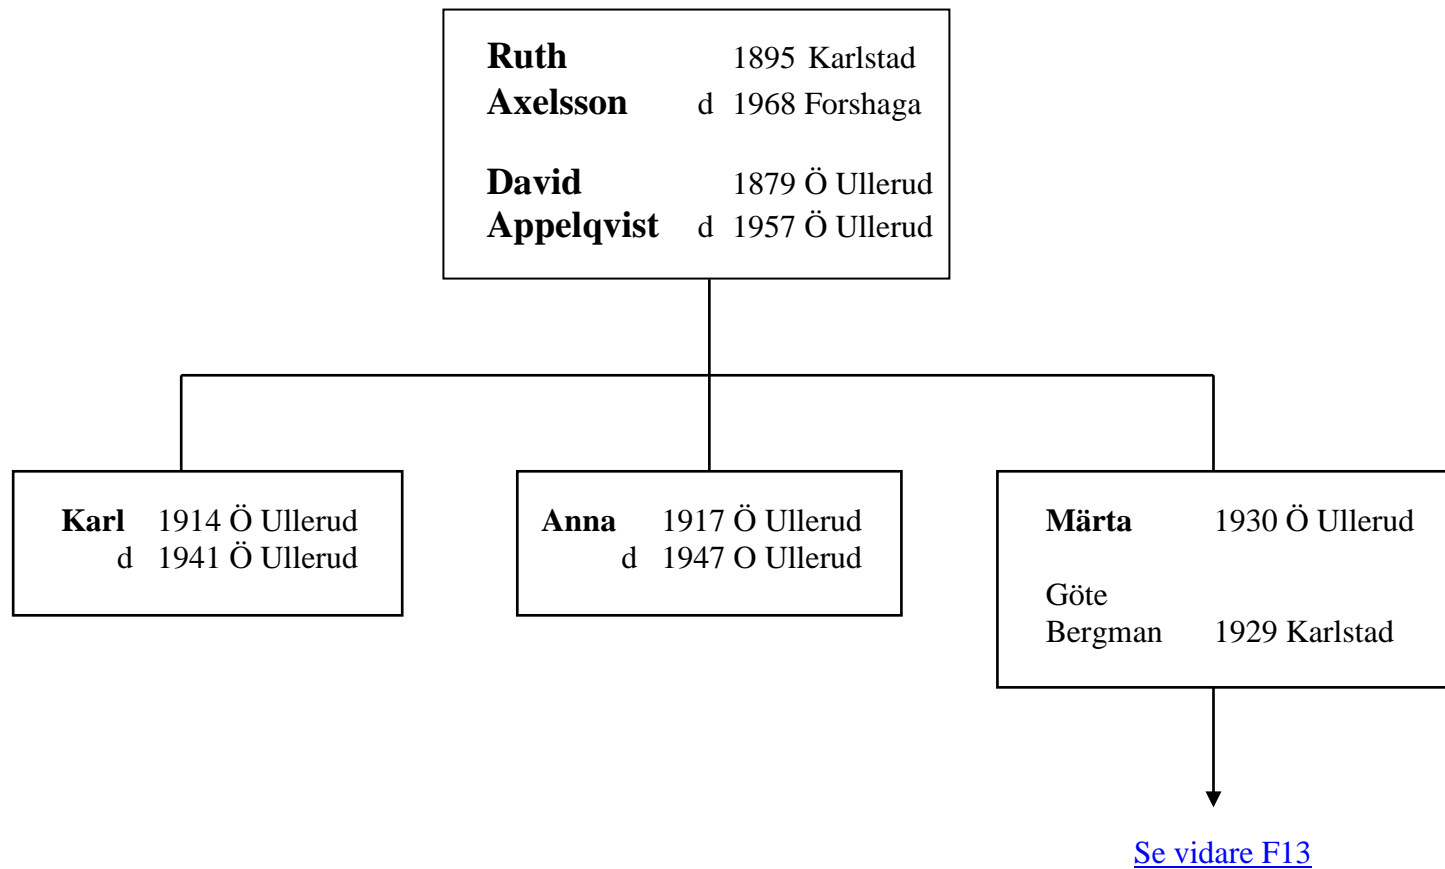 Ruth 1895 Karlstad
Axelsson d 1968 Forshaga
David 1879 Ö Ullerud
Appelqvist d 1957 Ö Ullerud
Karl 1914 Ö Ullerud
d 1941 Ö Ullerud
Anna 1917 Ö Ullerud
d 1947 O Ullerud
Märta 1930 Ö Ullerud
Göte
Bergman 1929 Karlstad
Se vidare F13